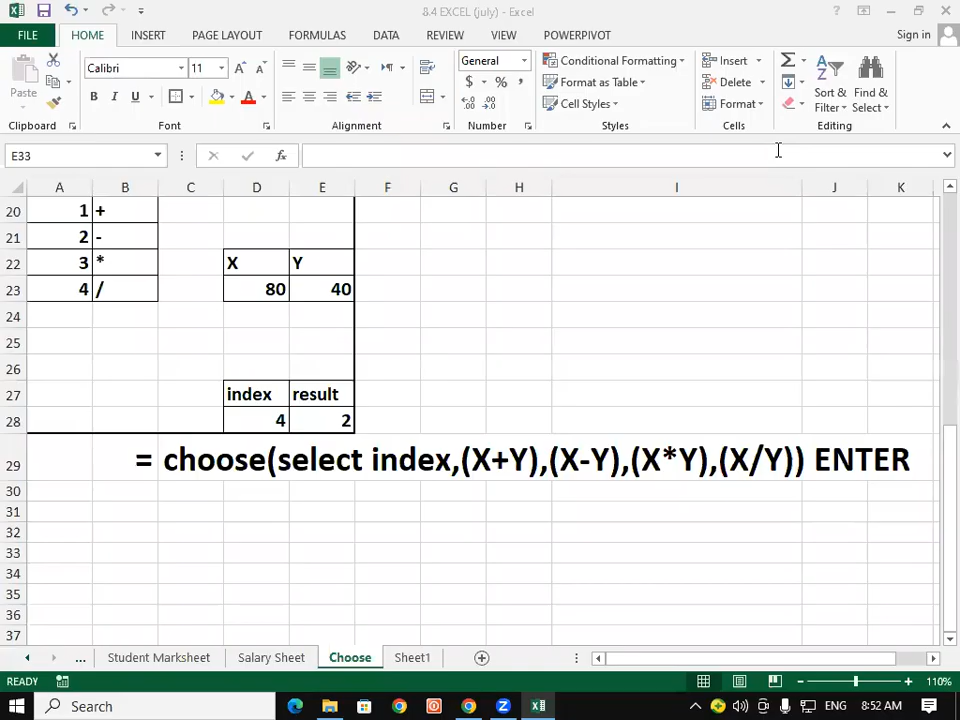 8.4 EXCEL (july) - Excel
FILE HOME INSERT PAGE LAYOUT FORMULAS DATA REVIEW VIEW POWERPIVOT Sign in
Paste Calibri 11 B I U General $ % Conditional Formatting Format as Table Cell Styles Insert Delete Format Sort & Filter Find & Select
Clipboard Font Alignment Number Styles Cells Editing
E33 fx
A B C D E F G H I J K
20 1 +
21 2 -
22 3 * X Y
23 4 / 80 40
24
25
26
27 index result
28 4 2
29 = choose(select index,(X+Y),(X-Y),(X*Y),(X/Y)) ENTER
30
31
32
33
34
35
36
37
... Student Marksheet Salary Sheet Choose Sheet1
READY 110%
Search ENG 8:52 AM